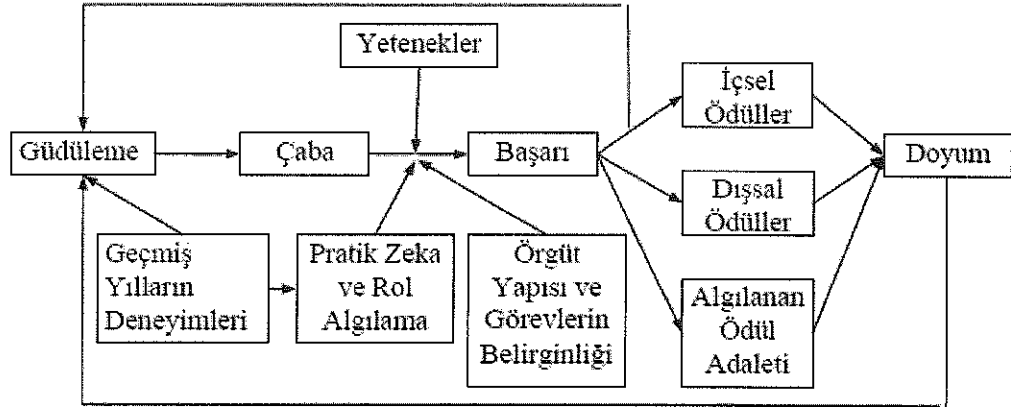 Yetenekler
Güdüleme
Çaba
Başarı
İçsel
Ödüller
Dışsal
Ödüller
Doyum
Geçmiş
Yılların
Deneyimleri
Pratik Zeka
ve Rol
Algılama
Örgüt
Yapısı ve
Görevlerin
Belirginliği
Algılanan
Ödül
Adaleti